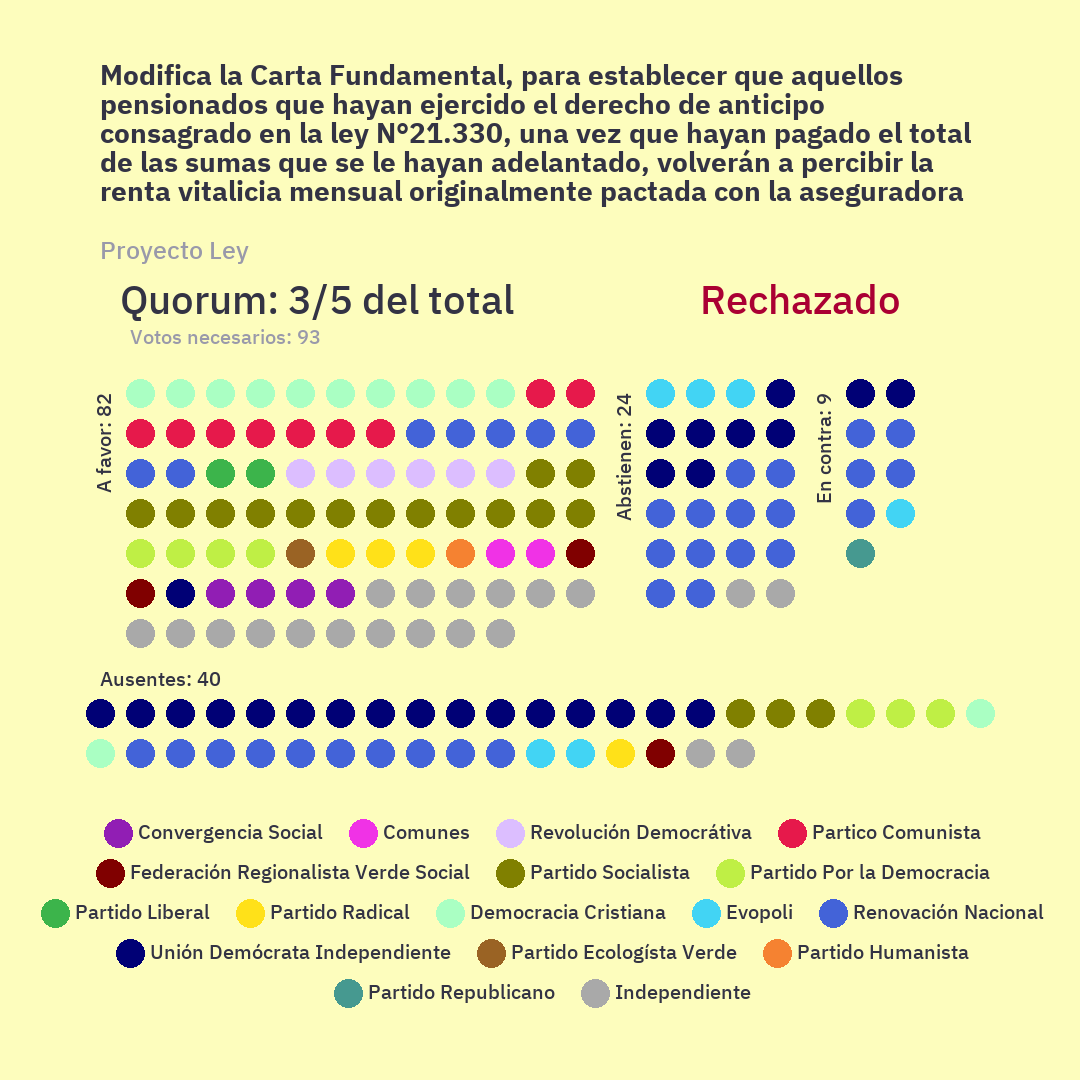 Modifica la Carta Fundamental, para establecer que aquellos
pensionados que hayan ejercido el derecho de anticipo
consagrado en la ley N°21.330, una vez que hayan pagado el total
de las sumas que se le hayan adelantado, volverán a percibir la
renta vitalicia mensual originalmente pactada con la aseguradora
Proyecto Ley
Quorum: 3/5 del total
Rechazado
Votos necesarios: 93
A favor: 82
Abstienen: 24
En contra: 9
Ausentes: 40
Convergencia Social
Comunes
Revolución Democrátiva
Partico Comunista
Federación Regionalista Verde Social
Partido Socialista
Partido Por la Democracia
Partido Liberal
Partido Radical
Democracia Cristiana
Evopoli
Renovación Nacional
Unión Demócrata Independiente
Partido Ecologísta Verde
Partido Humanista
Partido Republicano
Independiente